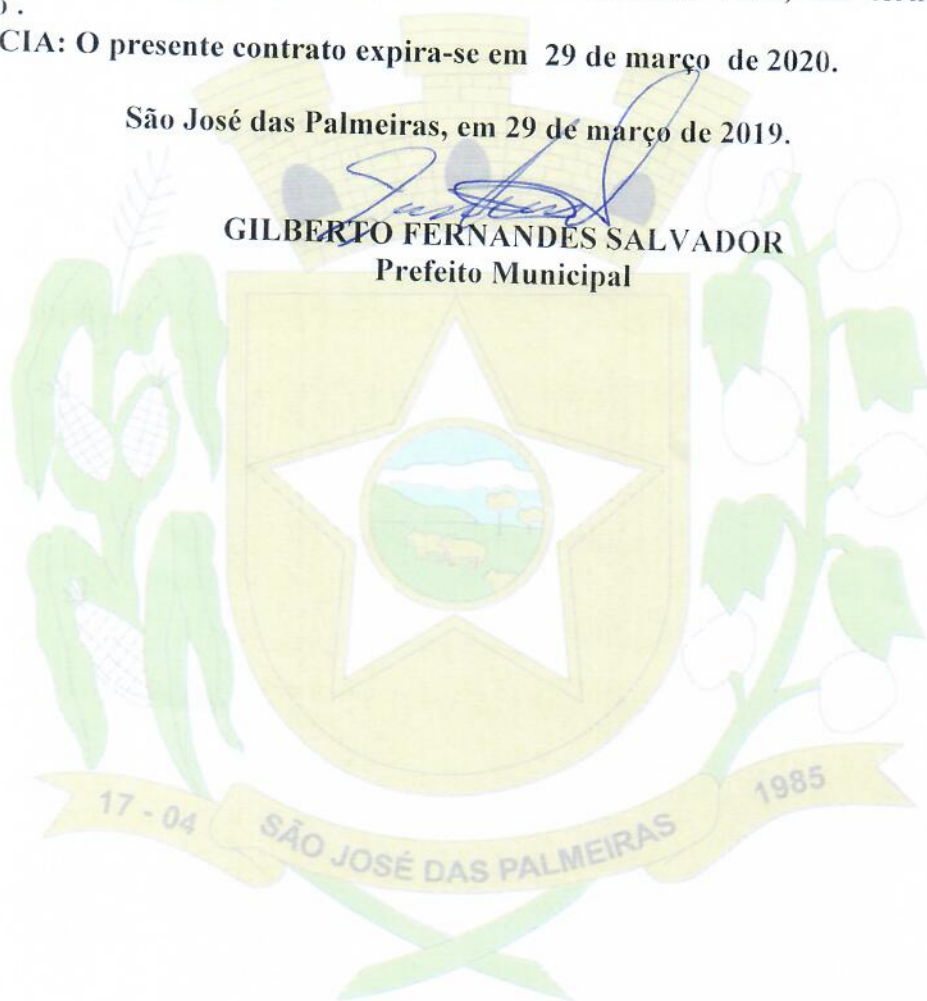 CIA: O presente contrato expira-se em 29 de março de 2020.
São José das Palmeiras, em 29 de março de 2019.
GILBERTO FERNANDES SALVADOR
Prefeito Municipal
17 - 04 SÃO JOSÉ DAS PALMEIRAS 1985